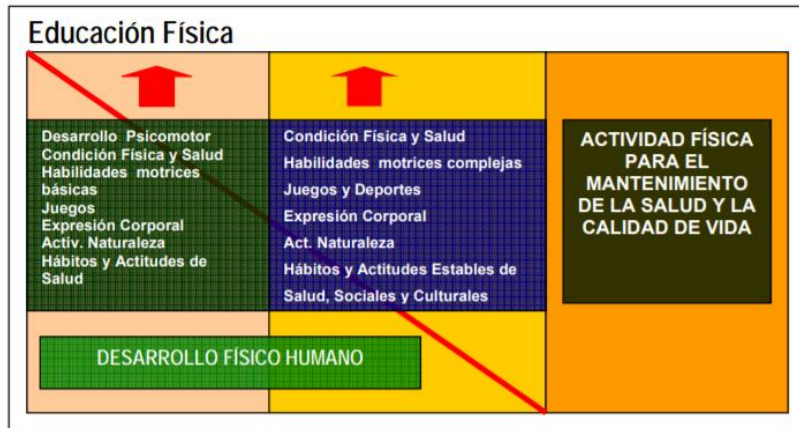 Educación Física
Desarrollo Psicomotor
Condición Física y Salud
Habilidades motrices
básicas
Juegos
Expresión Corporal
Activ. Naturaleza
Hábitos y Actitudes de
Salud
Condición Física y Salud
Habilidades motrices complejas
Juegos y Deportes
Expresión Corporal
Act. Naturaleza
Hábitos y Actitudes Estables de
Salud, Sociales y Culturales
ACTIVIDAD FÍSICA
PARA EL
MANTENIMIENTO
DE LA SALUD Y LA
CALIDAD DE VIDA
DESARROLLO FÍSICO HUMANO